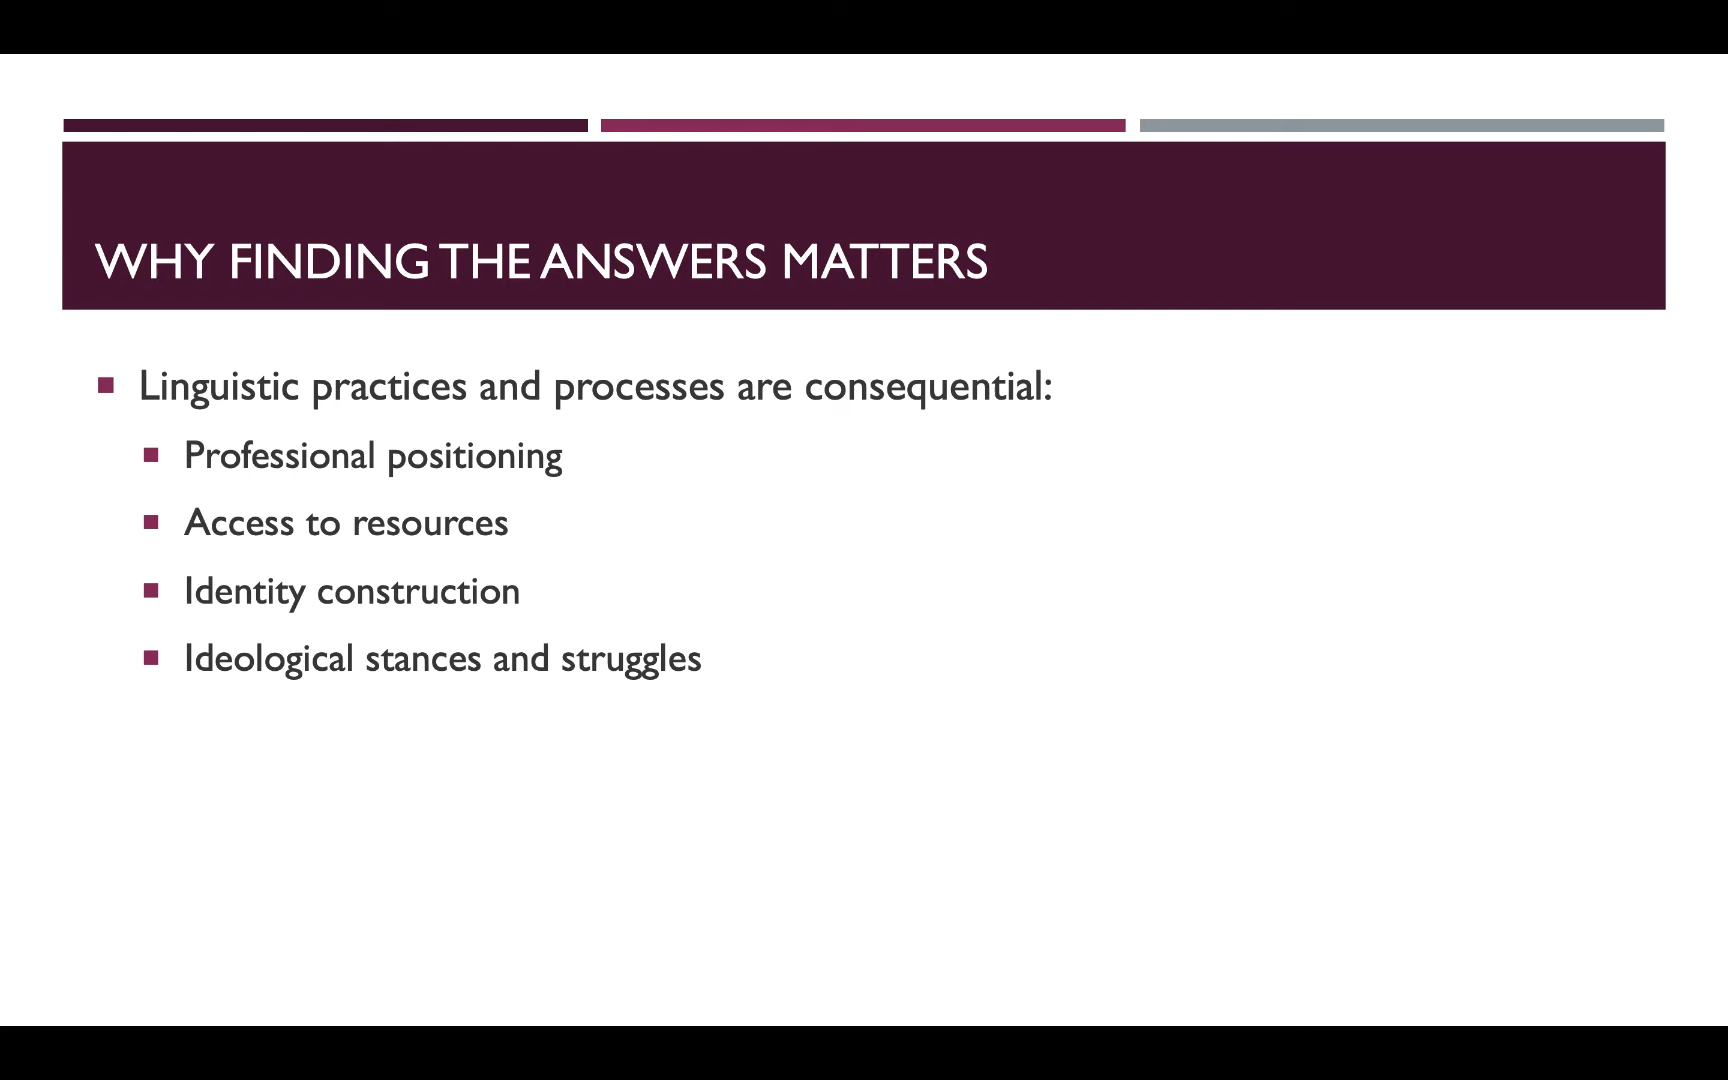 WHY FINDING THE ANSWERS MATTERS
Linguistic practices and processes are consequential:
Professional positioning
Access to resources
Identity construction
Ideological stances and struggles